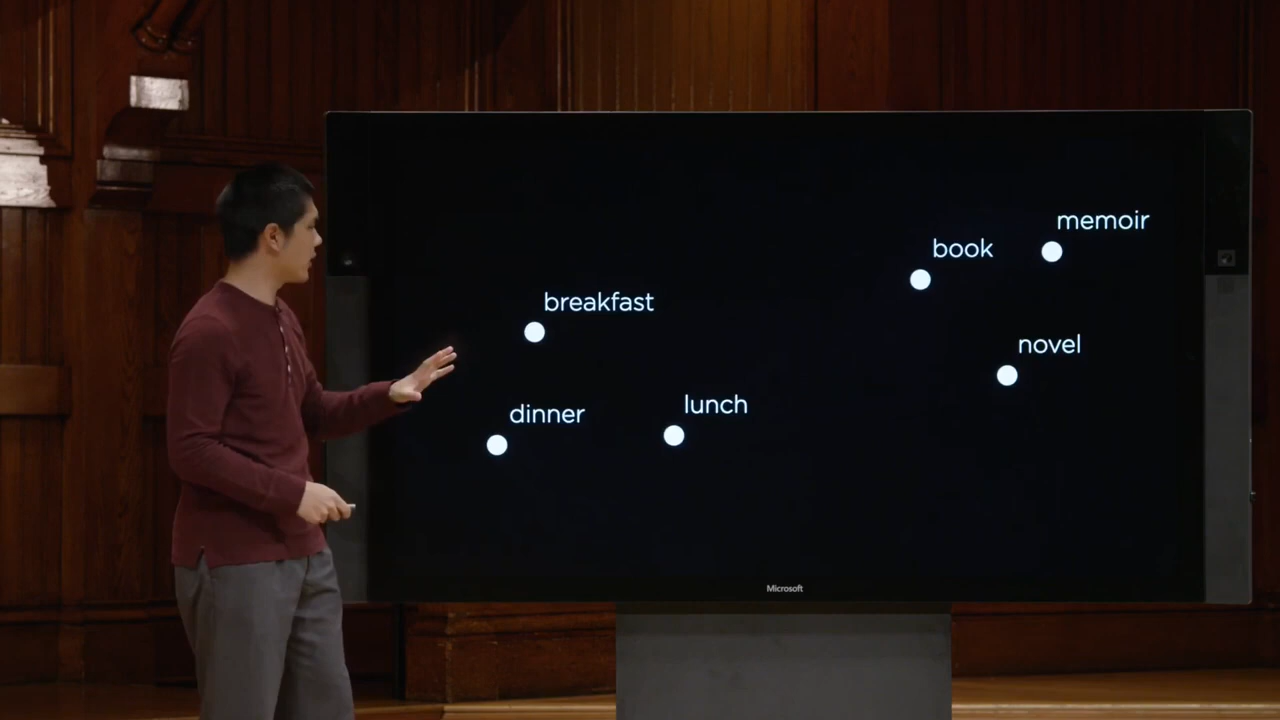 memoir
book
breakfast
novel
lunch
dinner
Microsoft